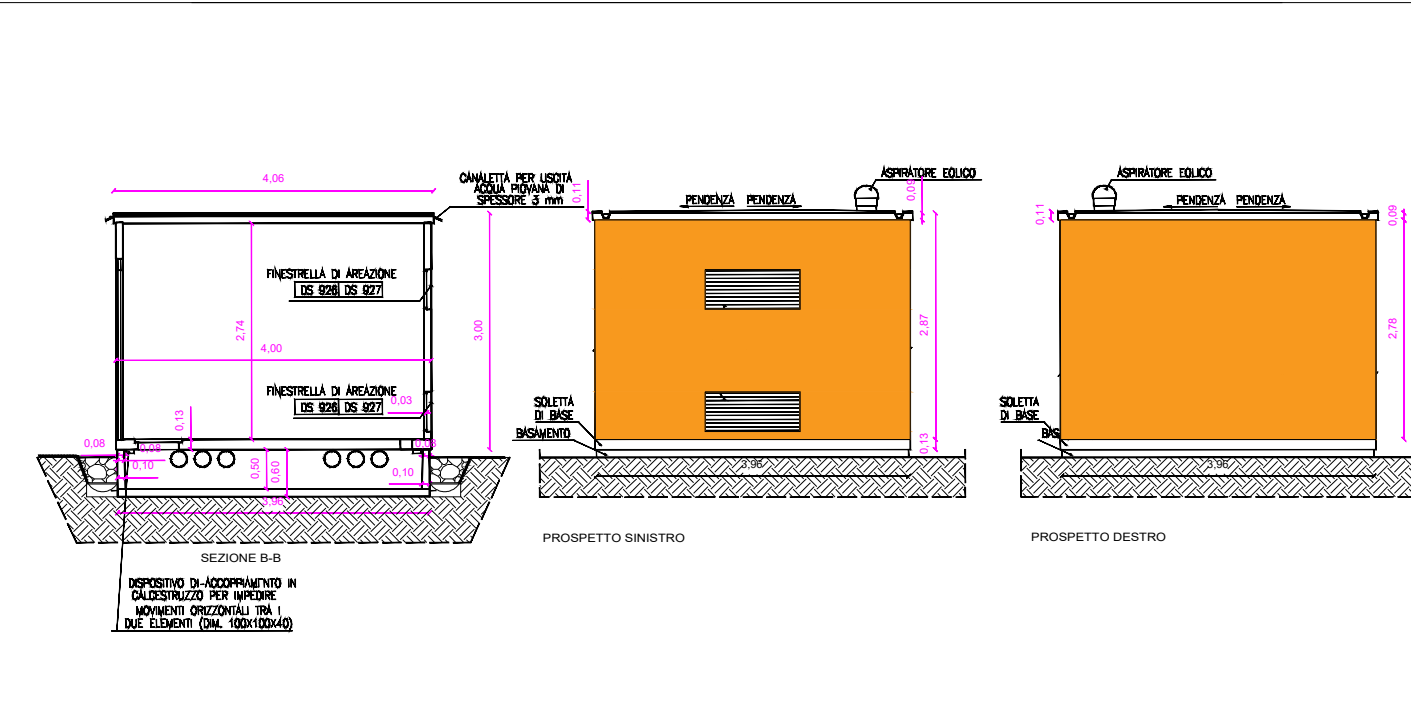 4,06
CANALETTA PER USCITA
ACQUA PIOVANA DI
SPESSORE 3 mm
FINESTRELLA DI AREAZIONE
DS 926 DS 927
2,74
3,00
4,00
FINESTRELLA DI AREAZIONE
DS 926 DS 927
0,03
0,13
0,08
0,08
0,08
0,10
0,50
0,60
0,10
3,96
SEZIONE B-B
DISPOSITIVO DI-ACCOPPIAMENTO IN
CALCESTRUZZO PER IMPEDIRE
MOVIMENTI ORIZZONTALI TRA I
DUE ELEMENTI (DIM. 100X100X40)
0,11
PENDENZA PENDENZA
ASPIRATORE EOLICO
0,09
2,87
SOLETTA
DI BASE
BASAMENTO
0,13
3,96
PROSPETTO SINISTRO
ASPIRATORE EOLICO
0,11
PENDENZA PENDENZA
0,09
2,78
SOLETTA
DI BASE
BAS
3,96
PROSPETTO DESTRO